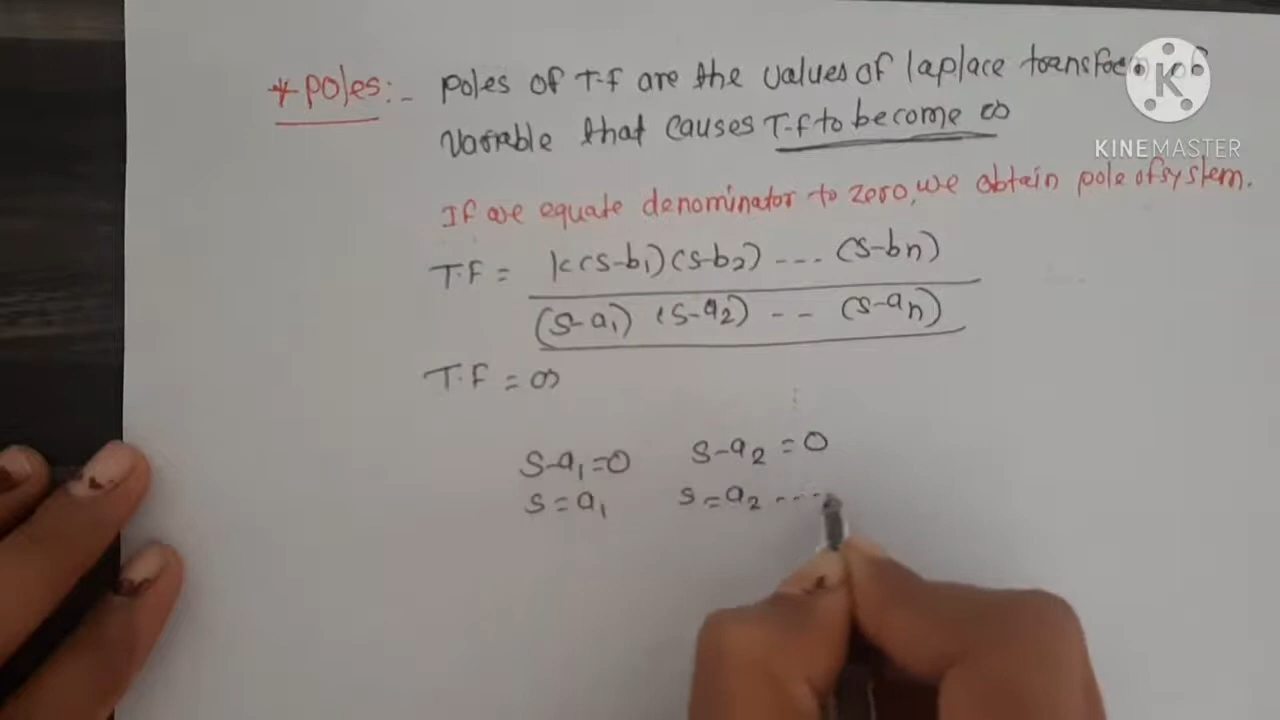 * Poles:- Poles of T.F are the values of laplace transform of
variable that causes T.f to become ∞
If we equate denominator to zero, we obtain pole of system.
T.F = K(s-b₁)(s-b₂) ---- (s-bn)
(s-a₁) (s-a₂) -- (s-an)
T.F = ∞
s-a₁=0 s-a₂=0
s=a₁ s=a₂ ----
K
KINEMASTER